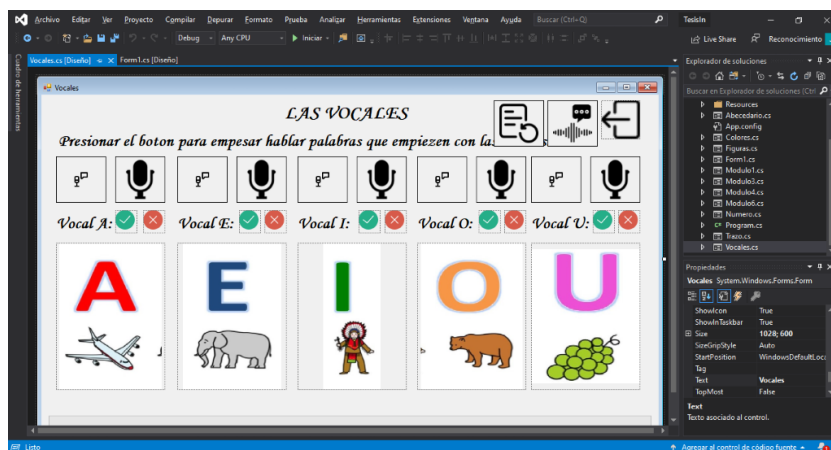 Archivo Editar Ver Proyecto Compilar Depurar Formato Prueba Analizar Herramientas Extensiones Ventana Ayuda Buscar (Ctrl+Q) TesisIn
Debug Any CPU Iniciar Live Share Reconocimiento
Vocales.cs [Diseño] Form1.cs [Diseño]
Cuadro de herramientas
Vocales
LAS VOCALES
Presionar el boton para empesar hablar palabras que empiezen con las
Vocal A: Vocal E: Vocal I: Vocal O: Vocal U:
A E I O U
Explorador de soluciones
Buscar en Explorador de soluciones (Ctrl
Resources
Abecedario.cs
App.config
Colores.cs
Figuras.cs
Form1.cs
Modulo1.cs
Modulo3.cs
Modulo4.cs
Modulo6.cs
Numero.cs
Program.cs
Trazo.cs
Vocales.cs
Propiedades
Vocales System.Windows.Forms.Form
ShowIcon True
ShowInTaskbar True
Size 1028; 600
SizeGripStyle Auto
StartPosition WindowsDefaultLoca
Tag
Text Vocales
TopMost False
Text
Texto asociado al control.
Listo Agregar al control de código fuente